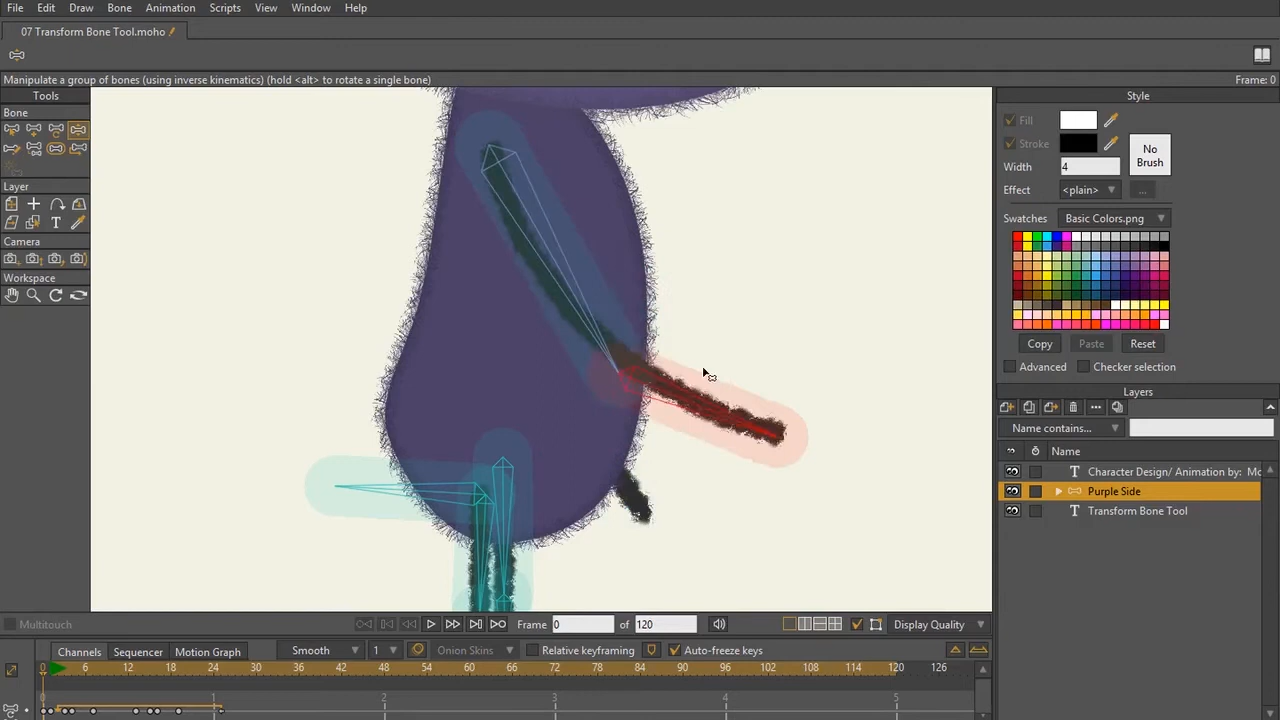 File Edit Draw Bone Animation Scripts View Window Help
07 Transform Bone Tool.moho
Manipulate a group of bones (using inverse kinematics) (hold <alt> to rotate a single bone) Frame: 0
Tools
Bone
Layer
Camera
Workspace
Style
Fill
Stroke
No Brush
Width 4
Effect <plain> ...
Swatches Basic Colors.png
Copy Paste Reset
Advanced Checker selection
Layers
Name contains...
Name
T Character Design/ Animation by: Mo
Purple Side
T Transform Bone Tool
Multitouch Frame 0 of 120 Display Quality
Channels Sequencer Motion Graph Smooth 1 Onion Skins Relative keyframing Auto-freeze keys
0 6 12 18 24 30 36 42 48 54 60 66 72 78 84 90 96 102 108 114 120 126
0 1 2 3 4 5